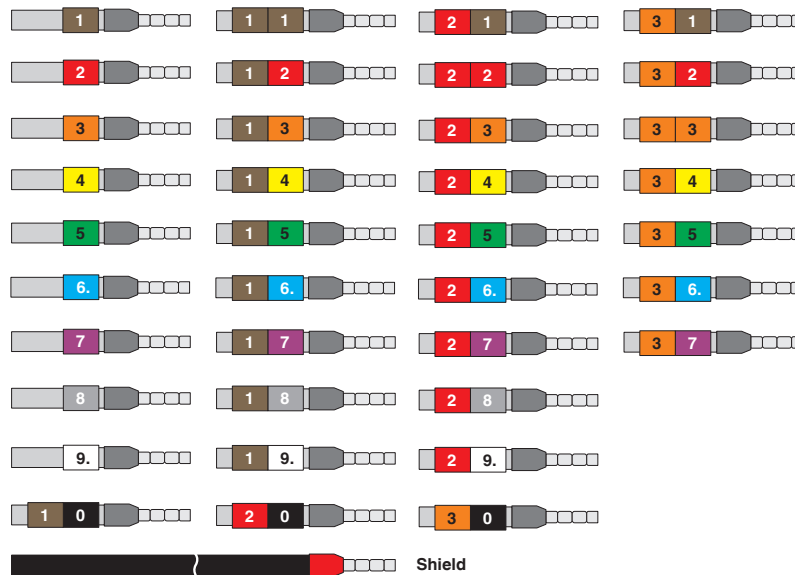 1 1 1 2 1 3 1
2 1 2 2 2 3 2
3 1 3 2 3 3 3
4 1 4 2 4 3 4
5 1 5 2 5 3 5
6. 1 6. 2 6. 3 6.
7 1 7 2 7 3 7
8 1 8 2 8
9. 1 9. 2 9.
1 0 2 0 3 0
Shield